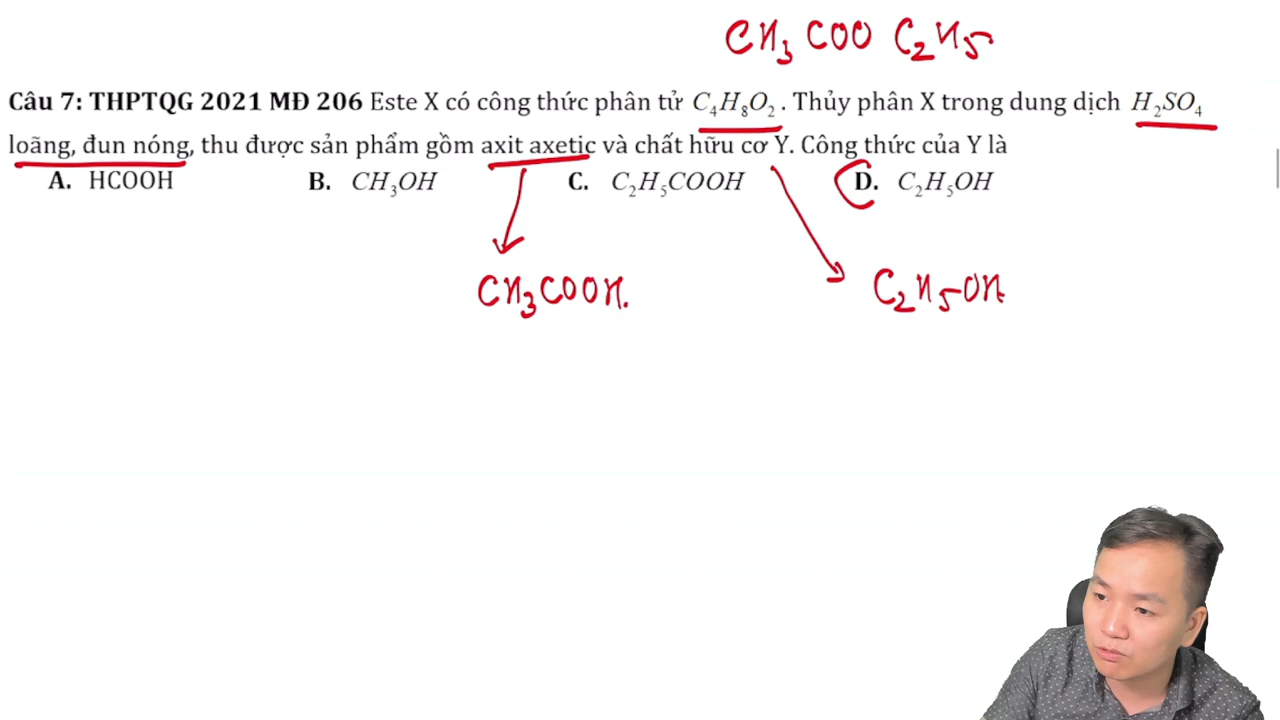 CH₃COOC₂H₅
Câu 7: THPTQG 2021 MĐ 206 Este X có công thức phân tử C₄H₈O₂. Thủy phân X trong dung dịch H₂SO₄
loãng, đun nóng, thu được sản phẩm gồm axit axetic và chất hữu cơ Y. Công thức của Y là
A. HCOOH B. CH₃OH C. C₂H₅COOH D. C₂H₅OH
CH₃COOH. C₂H₅OH